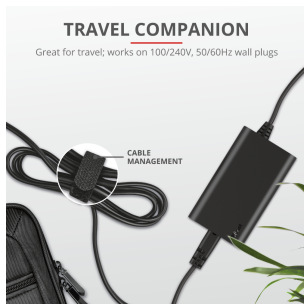 TRAVEL COMPANION
Great for travel; works on 100/240V, 50/60Hz wall plugs
CABLE
MANAGEMENT